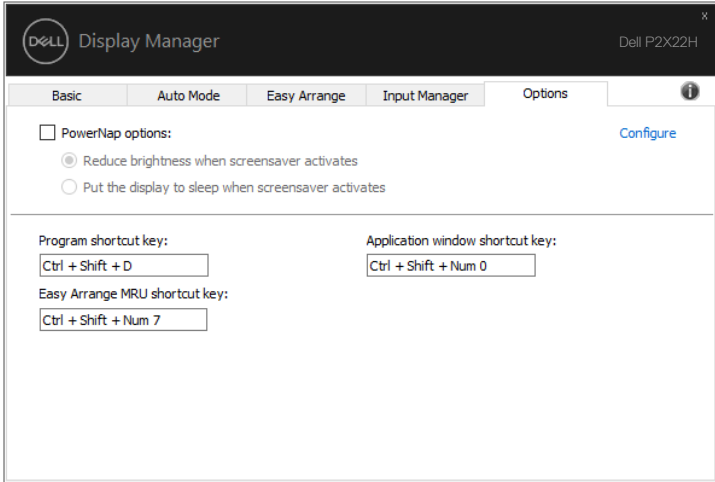 x
DELL Display Manager Dell P2X22H
Basic Auto Mode Easy Arrange Input Manager Options i
PowerNap options: Configure
Reduce brightness when screensaver activates
Put the display to sleep when screensaver activates
Program shortcut key: Application window shortcut key:
Ctrl + Shift + D Ctrl + Shift + Num 0
Easy Arrange MRU shortcut key:
Ctrl + Shift + Num 7